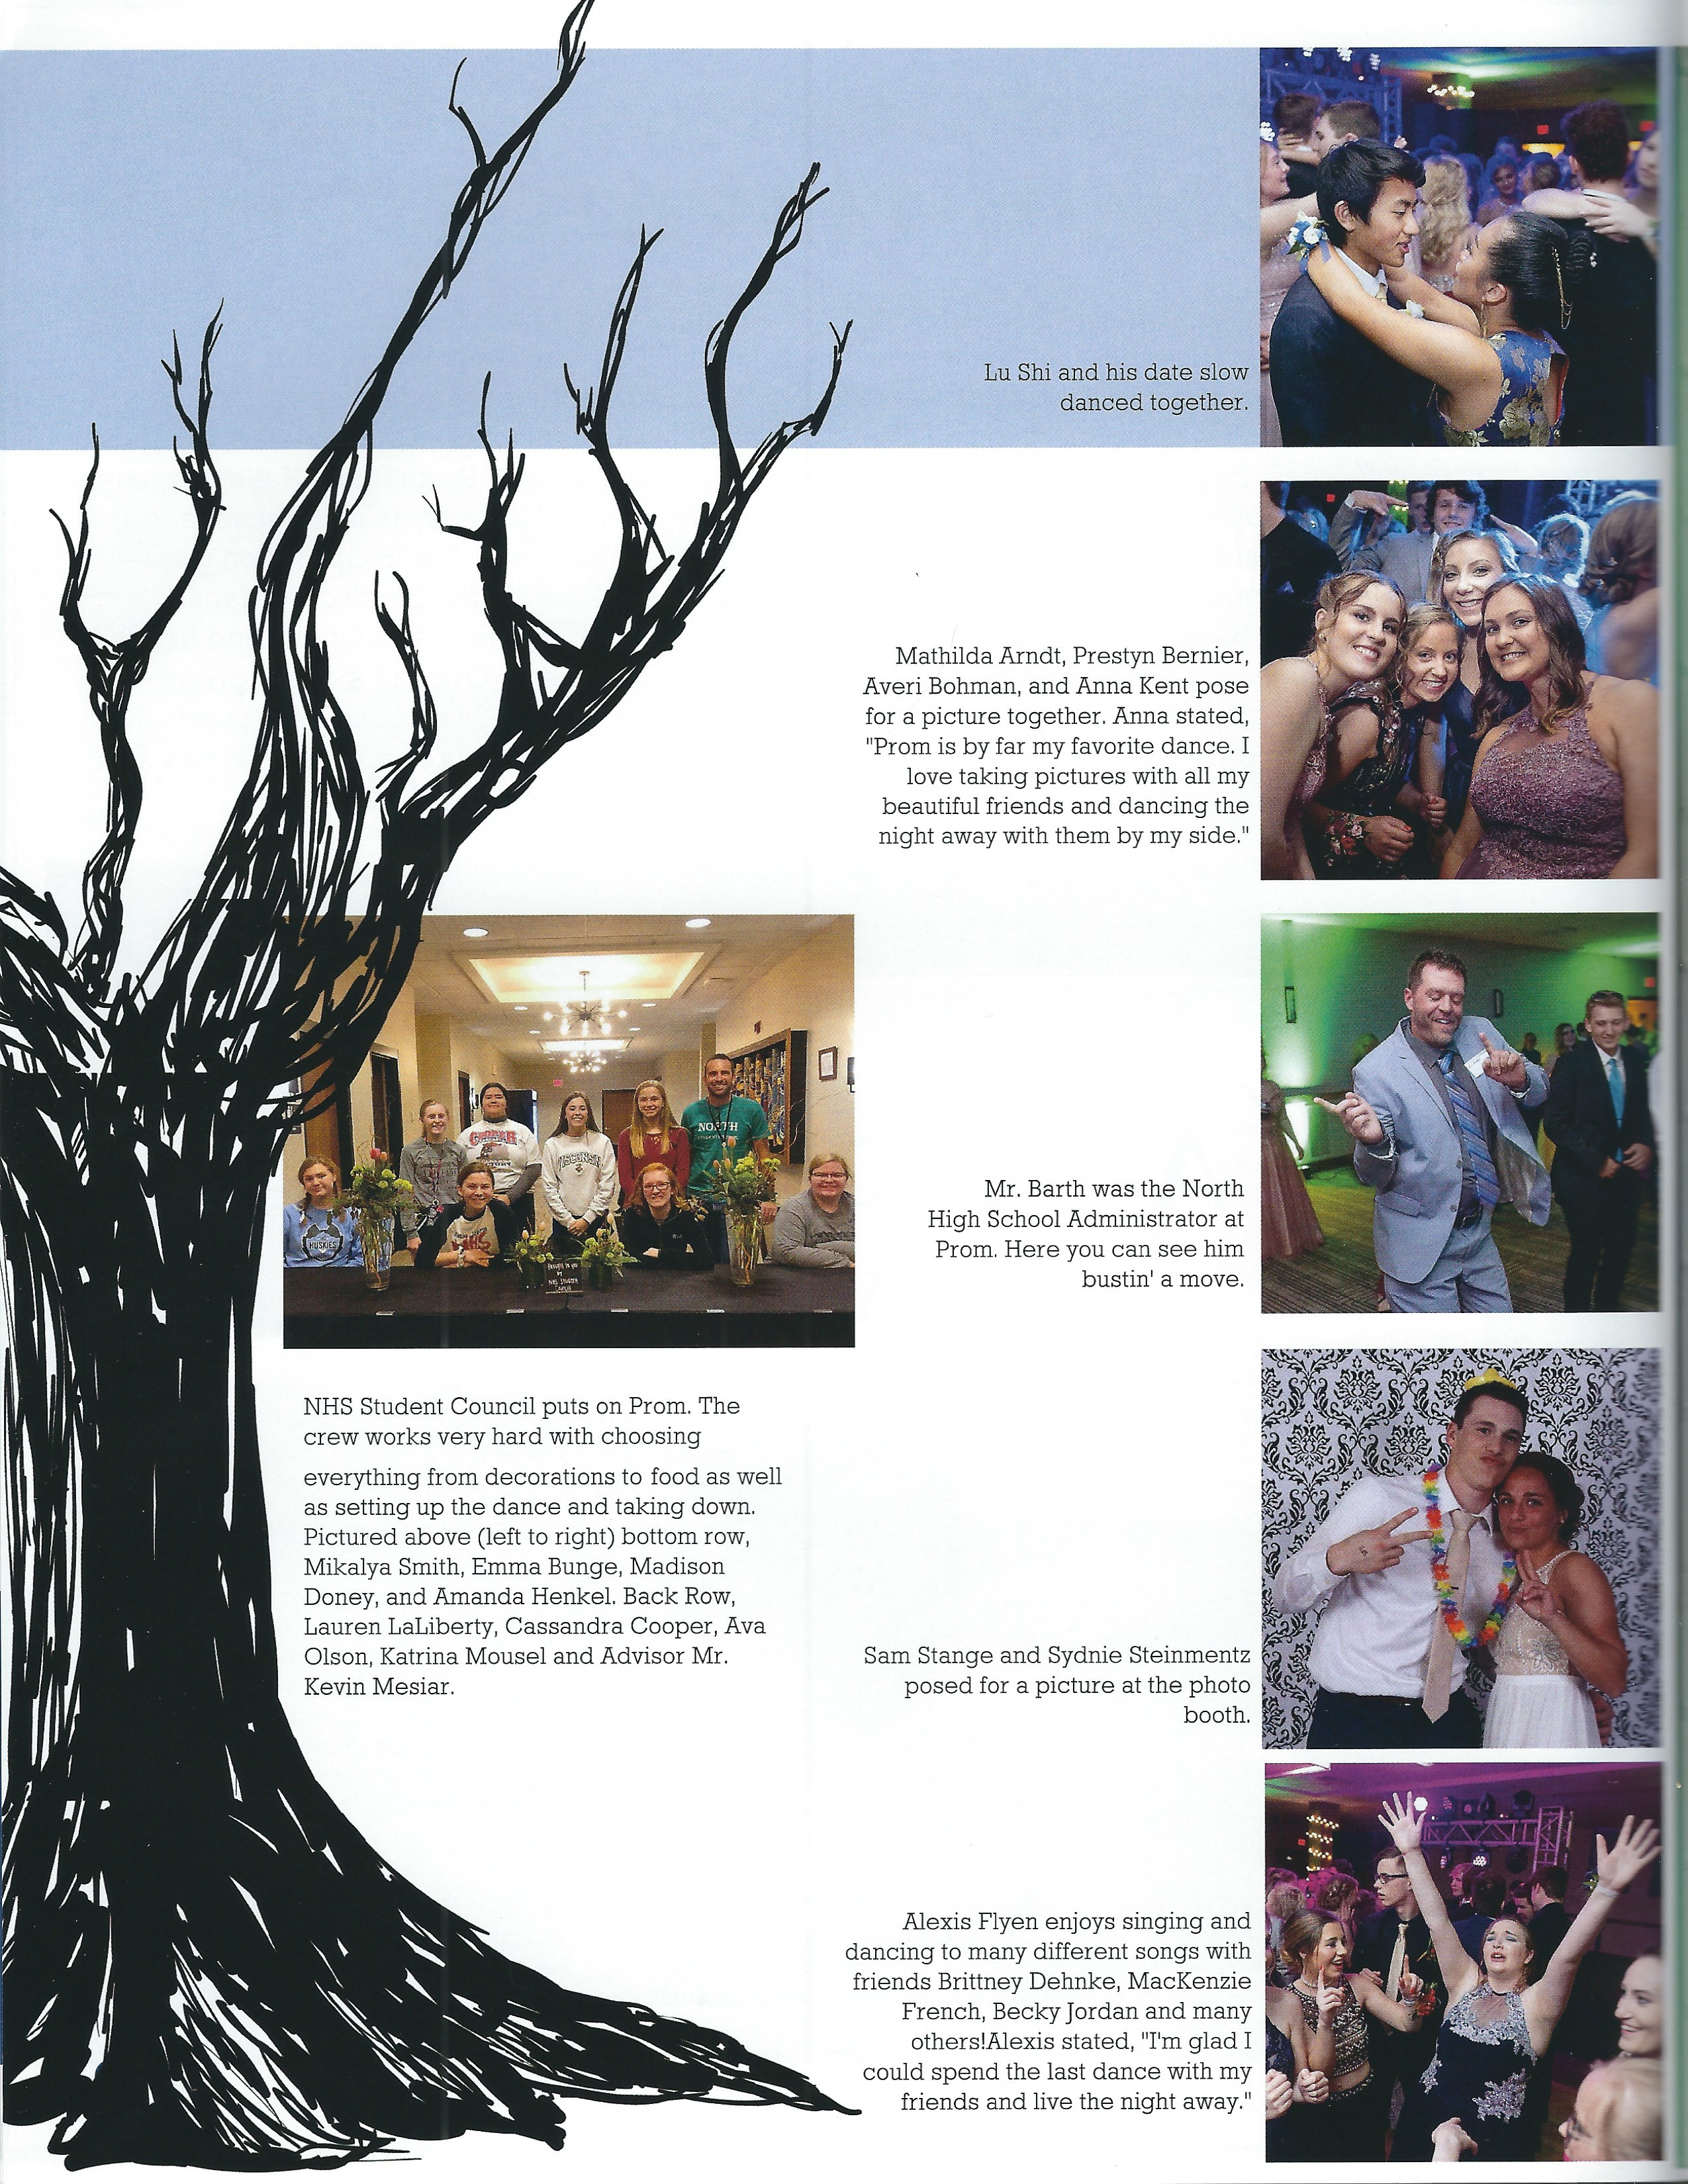 Lu Shi and his date slow
danced together.
Mathilda Arndt, Prestyn Bernier,
Averi Bohman, and Anna Kent pose
for a picture together. Anna stated,
"Prom is by far my favorite dance. I
love taking pictures with all my
beautiful friends and dancing the
night away with them by my side."
Mr. Barth was the North
High School Administrator at
Prom. Here you can see him
bustin' a move.
HUSKIES
WISCONSIN
NORTH
NHS Student Council puts on Prom. The
crew works very hard with choosing
everything from decorations to food as well
as setting up the dance and taking down.
Pictured above (left to right) bottom row,
Mikalya Smith, Emma Bunge, Madison
Doney, and Amanda Henkel. Back Row,
Lauren LaLiberty, Cassandra Cooper, Ava
Olson, Katrina Mousel and Advisor Mr.
Kevin Mesiar.
Sam Stange and Sydnie Steinmentz
posed for a picture at the photo
booth.
Alexis Flyen enjoys singing and
dancing to many different songs with
friends Brittney Dehnke, MacKenzie
French, Becky Jordan and many
others!Alexis stated, "I'm glad I
could spend the last dance with my
friends and live the night away."